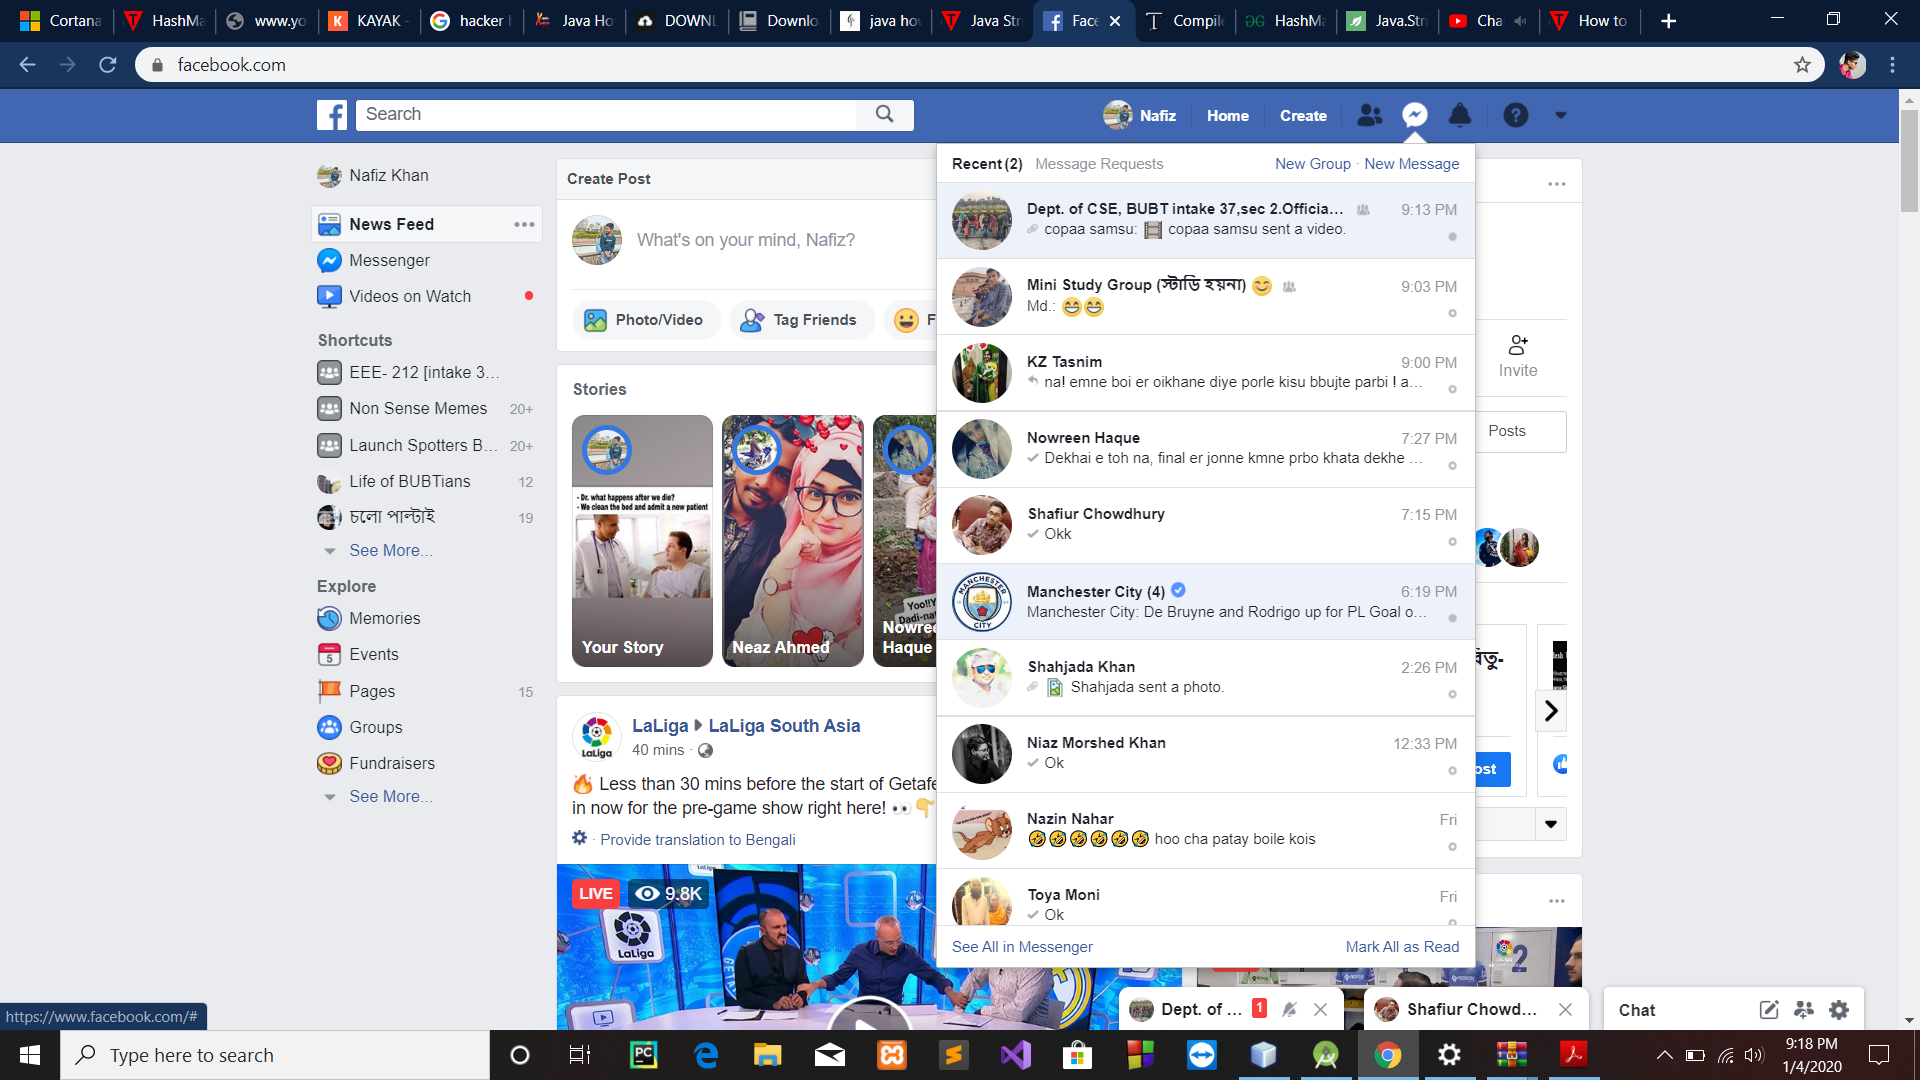 Cortana
HashMa
www.yo
KAYAK -
hacker
Java Ho
DOWNL
Downlo
java how
Java Str
Face
Compile
HashMa
Java.Stri
Cha
How to
facebook.com
Search
Nafiz
Home
Create
Nafiz Khan
News Feed
Messenger
Videos on Watch
Shortcuts
EEE- 212 [intake 3...
Non Sense Memes 20+
Launch Spotters B... 20+
Life of BUBTians 12
চলো পাল্টাই 19
See More...
Explore
Memories
Events
Pages 15
Groups
Fundraisers
See More...
Create Post
What's on your mind, Nafiz?
Photo/Video
Tag Friends
F
Stories
- Dr. what happens after we die?
- We clean the bed and admit a new patient
Your Story
Neaz Ahmed
Yoo!!Y
Dadi-nat
Nowree
Haque
LaLiga LaLiga South Asia
40 mins ·
🔥 Less than 30 mins before the start of Getafe
in now for the pre-game show right here! 👀👇
· Provide translation to Bengali
LIVE 9.8K
LaLiga
Recent (2) Message Requests New Group · New Message
Dept. of CSE, BUBT intake 37,sec 2.Officia... 9:13 PM
copaa samsu: 🎞 copaa samsu sent a video.
Mini Study Group (স্টাডি হয়না) 😊 9:03 PM
Md.: 😁😁
KZ Tasnim 9:00 PM
na! emne boi er oikhane diye porle kisu bbujte parbi ! a...
Nowreen Haque 7:27 PM
Dekhai e toh na, final er jonne kmne prbo khata dekhe ...
Shafiur Chowdhury 7:15 PM
Okk
Manchester City (4) 6:19 PM
Manchester City: De Bruyne and Rodrigo up for PL Goal o...
Shahjada Khan 2:26 PM
Shahjada sent a photo.
Niaz Morshed Khan 12:33 PM
Ok
Nazin Nahar Fri
🤣🤣🤣🤣🤣🤣 hoo cha patay boile kois
Toya Moni Fri
Ok
See All in Messenger Mark All as Read
Invite
Posts
ost
Dept. of ... 1
Shafiur Chowd...
Chat
https://www.facebook.com/#
Type here to search
9:18 PM
1/4/2020